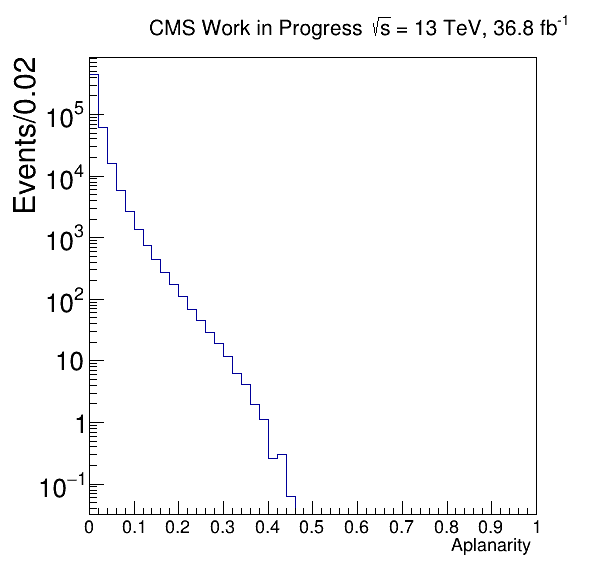 CMS Work in Progress √s = 13 TeV, 36.8 fb⁻¹
Events/0.02
10⁵
10⁴
10³
10²
10
1
10⁻¹
0 0.1 0.2 0.3 0.4 0.5 0.6 0.7 0.8 0.9 1
Aplanarity